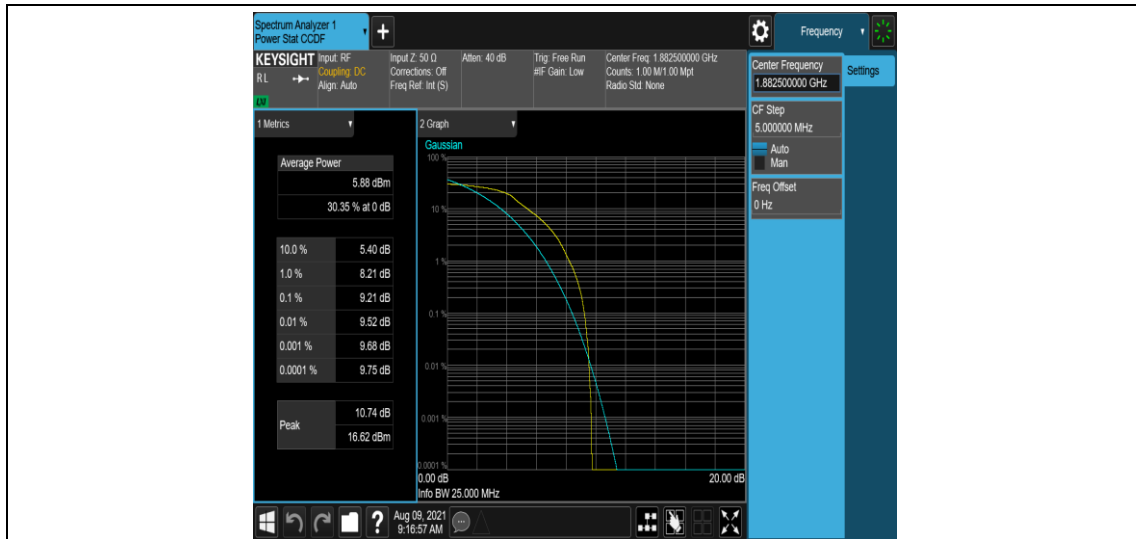 Spectrum Analyzer 1
Power Stat CCDF
+
Frequency
KEYSIGHT
RL
LXI
Input: RF
Coupling: DC
Align: Auto
Input Z: 50 Ω
Corrections: Off
Freq Ref: Int (S)
Atten: 40 dB
Trig: Free Run
#IF Gain: Low
Center Freq: 1.882500000 GHz
Counts: 1.00 M/1.00 Mpt
Radio Std: None
Center Frequency
1.882500000 GHz
Settings
CF Step
5.000000 MHz
Auto
Man
Freq Offset
0 Hz
1 Metrics
Average Power
5.88 dBm
30.35 % at 0 dB
10.0 % 5.40 dB
1.0 % 8.21 dB
0.1 % 9.21 dB
0.01 % 9.52 dB
0.001 % 9.68 dB
0.0001 % 9.75 dB
Peak
10.74 dB
16.62 dBm
2 Graph
Gaussian
100 %
10 %
1 %
0.1 %
0.01 %
0.001 %
0.0001 %
0.00 dB 20.00 dB
Info BW 25.000 MHz
?
Aug 09, 2021
9:16:57 AM